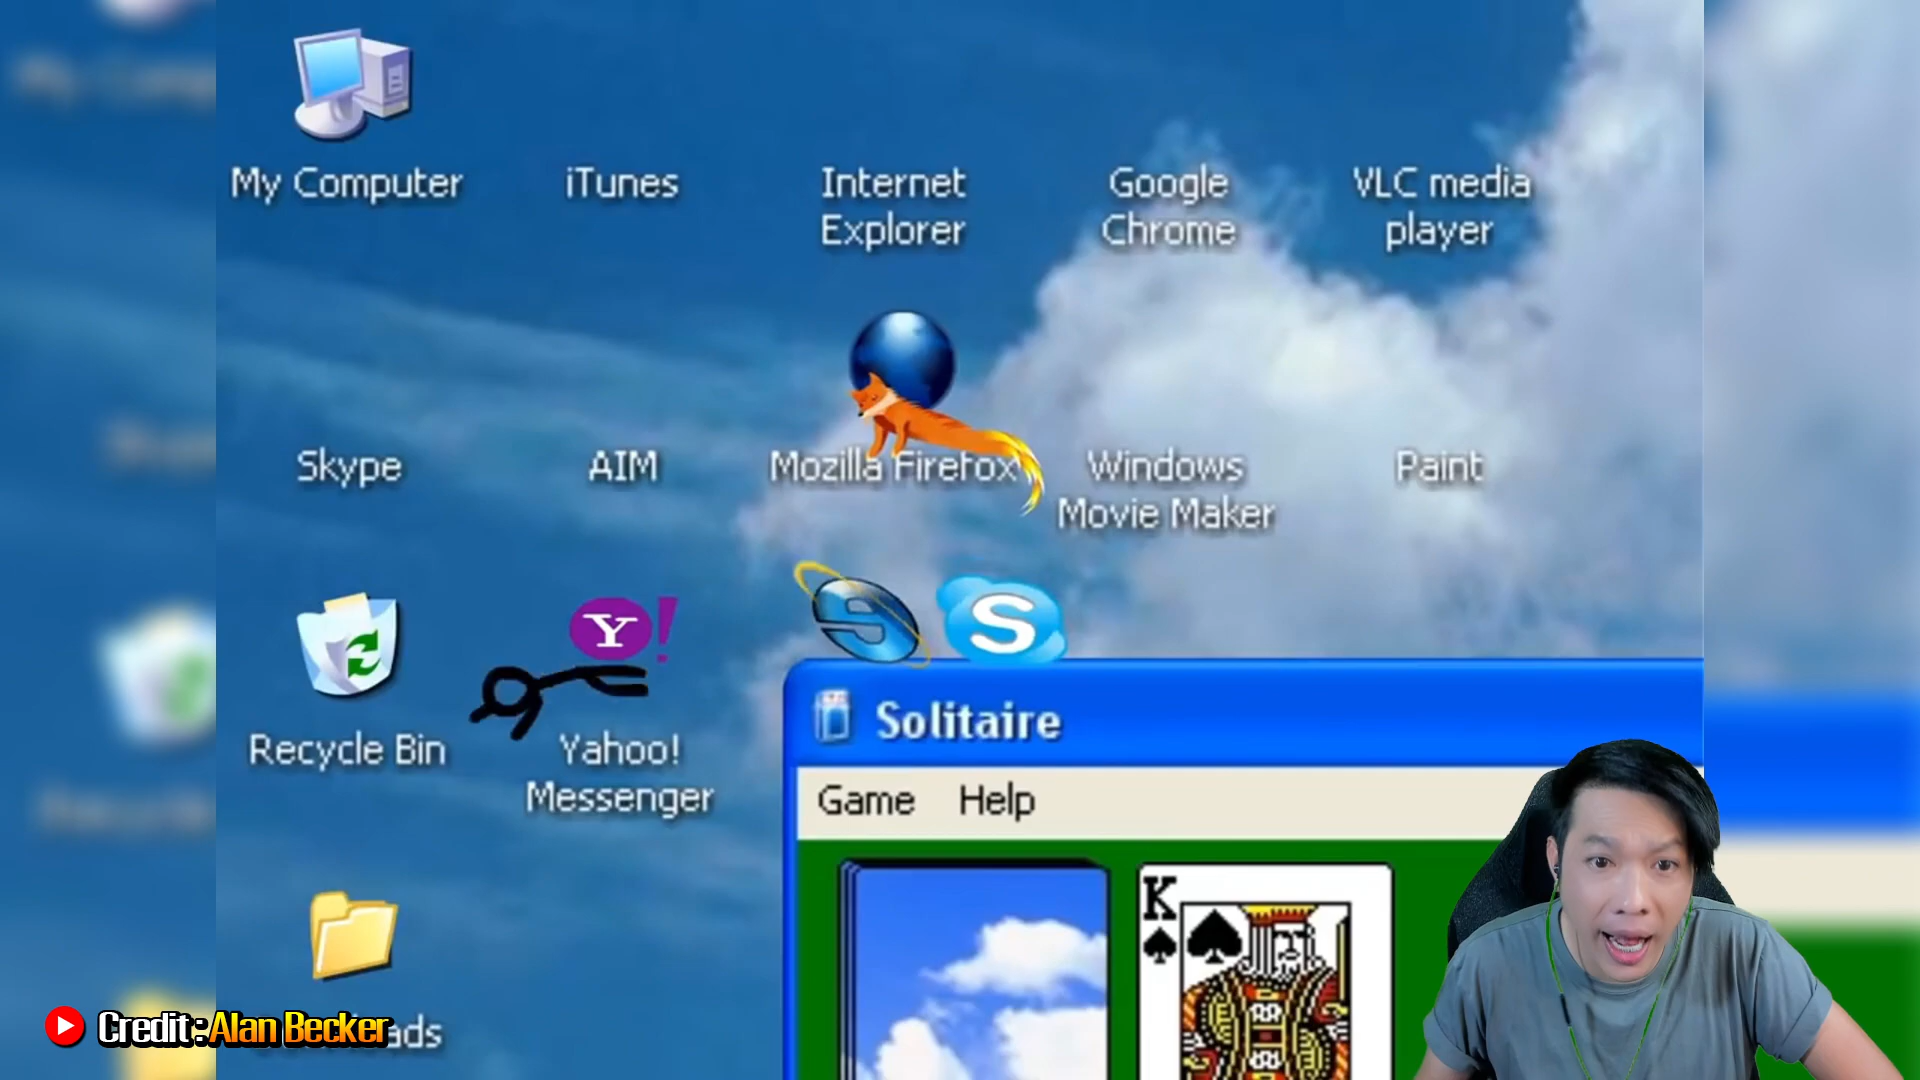 My Computer
iTunes
Internet
Explorer
Google
Chrome
VLC media
player
Skype
AIM
Mozilla Firefox
Windows
Movie Maker
Paint
Y!
S
Recycle Bin
Yahoo!
Messenger
Solitaire
Game Help
K
Credit : Alan Becker
ads